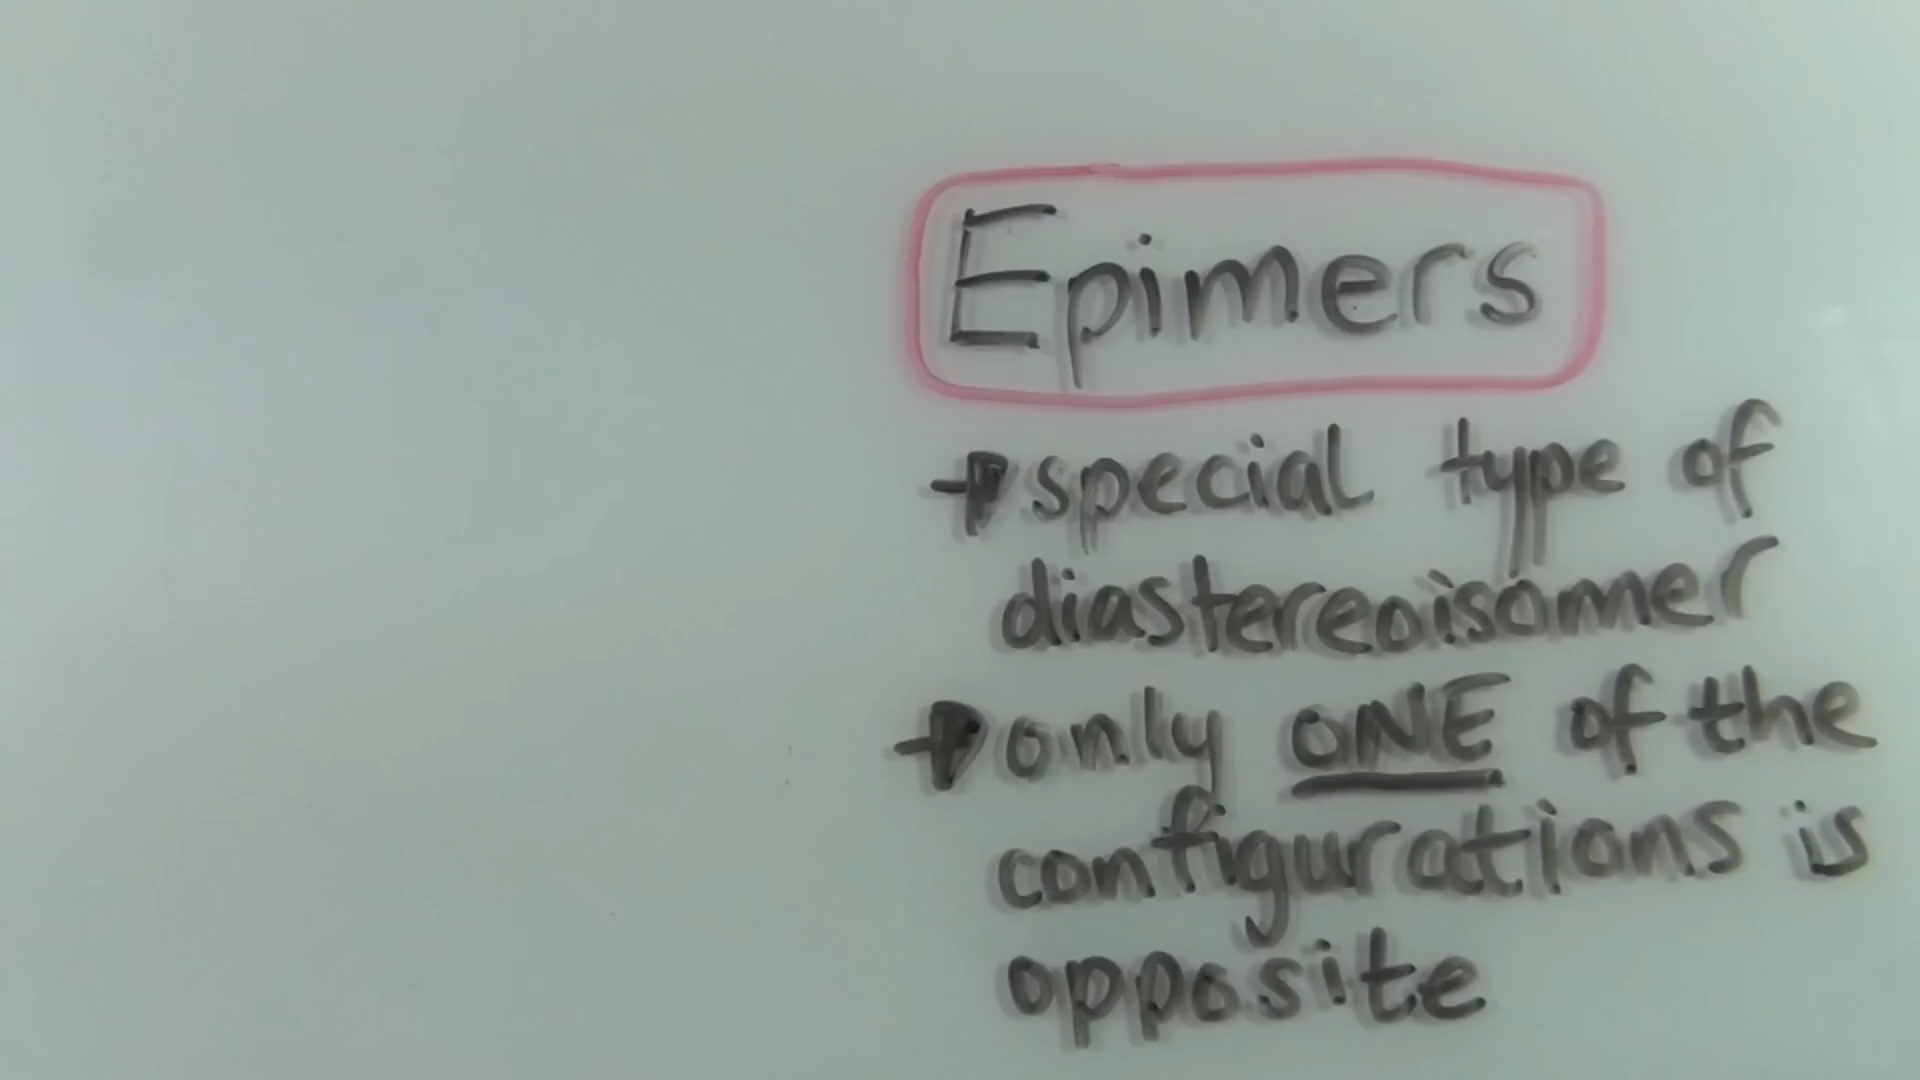 Epimers
→special type of
diastereoisomer
→only ONE of the
configurations is
opposite